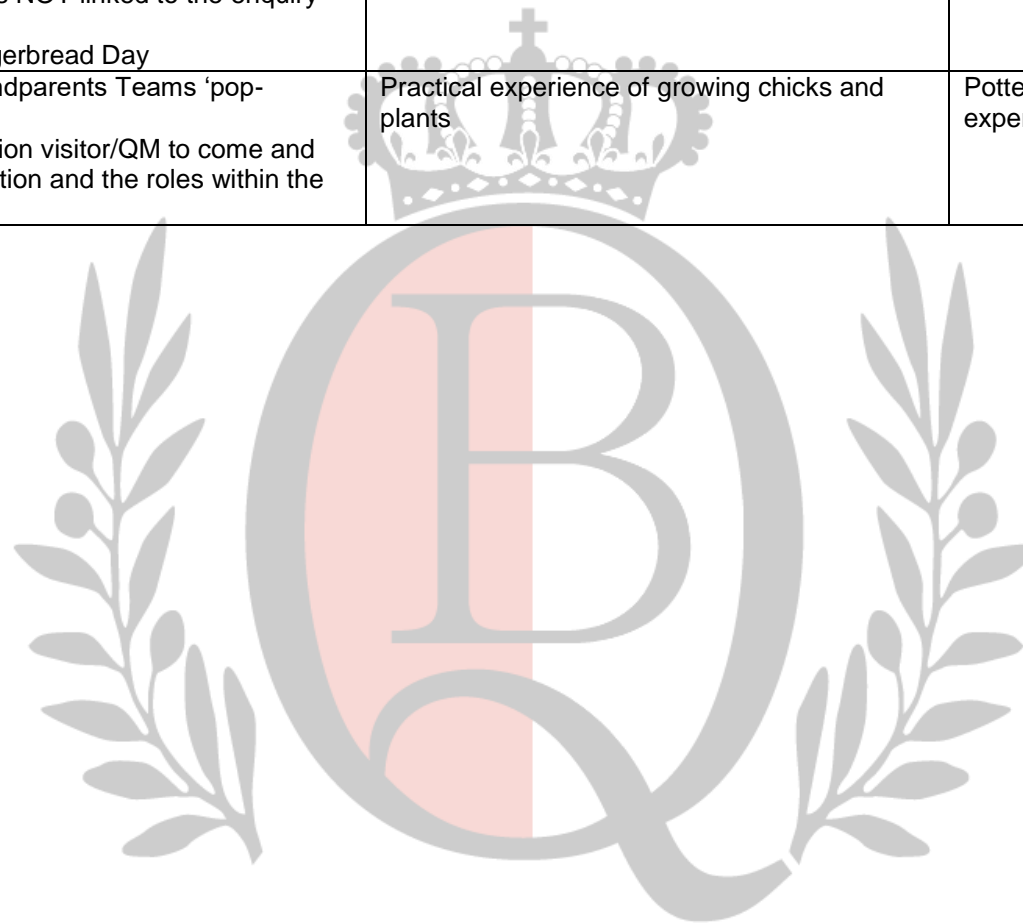 NOT linked to the enquiry
gerbread Day
ndparents Teams ‘pop-
ion visitor/QM to come and
tion and the roles within the
Practical experience of growing chicks and
plants
Potte
exper
QB